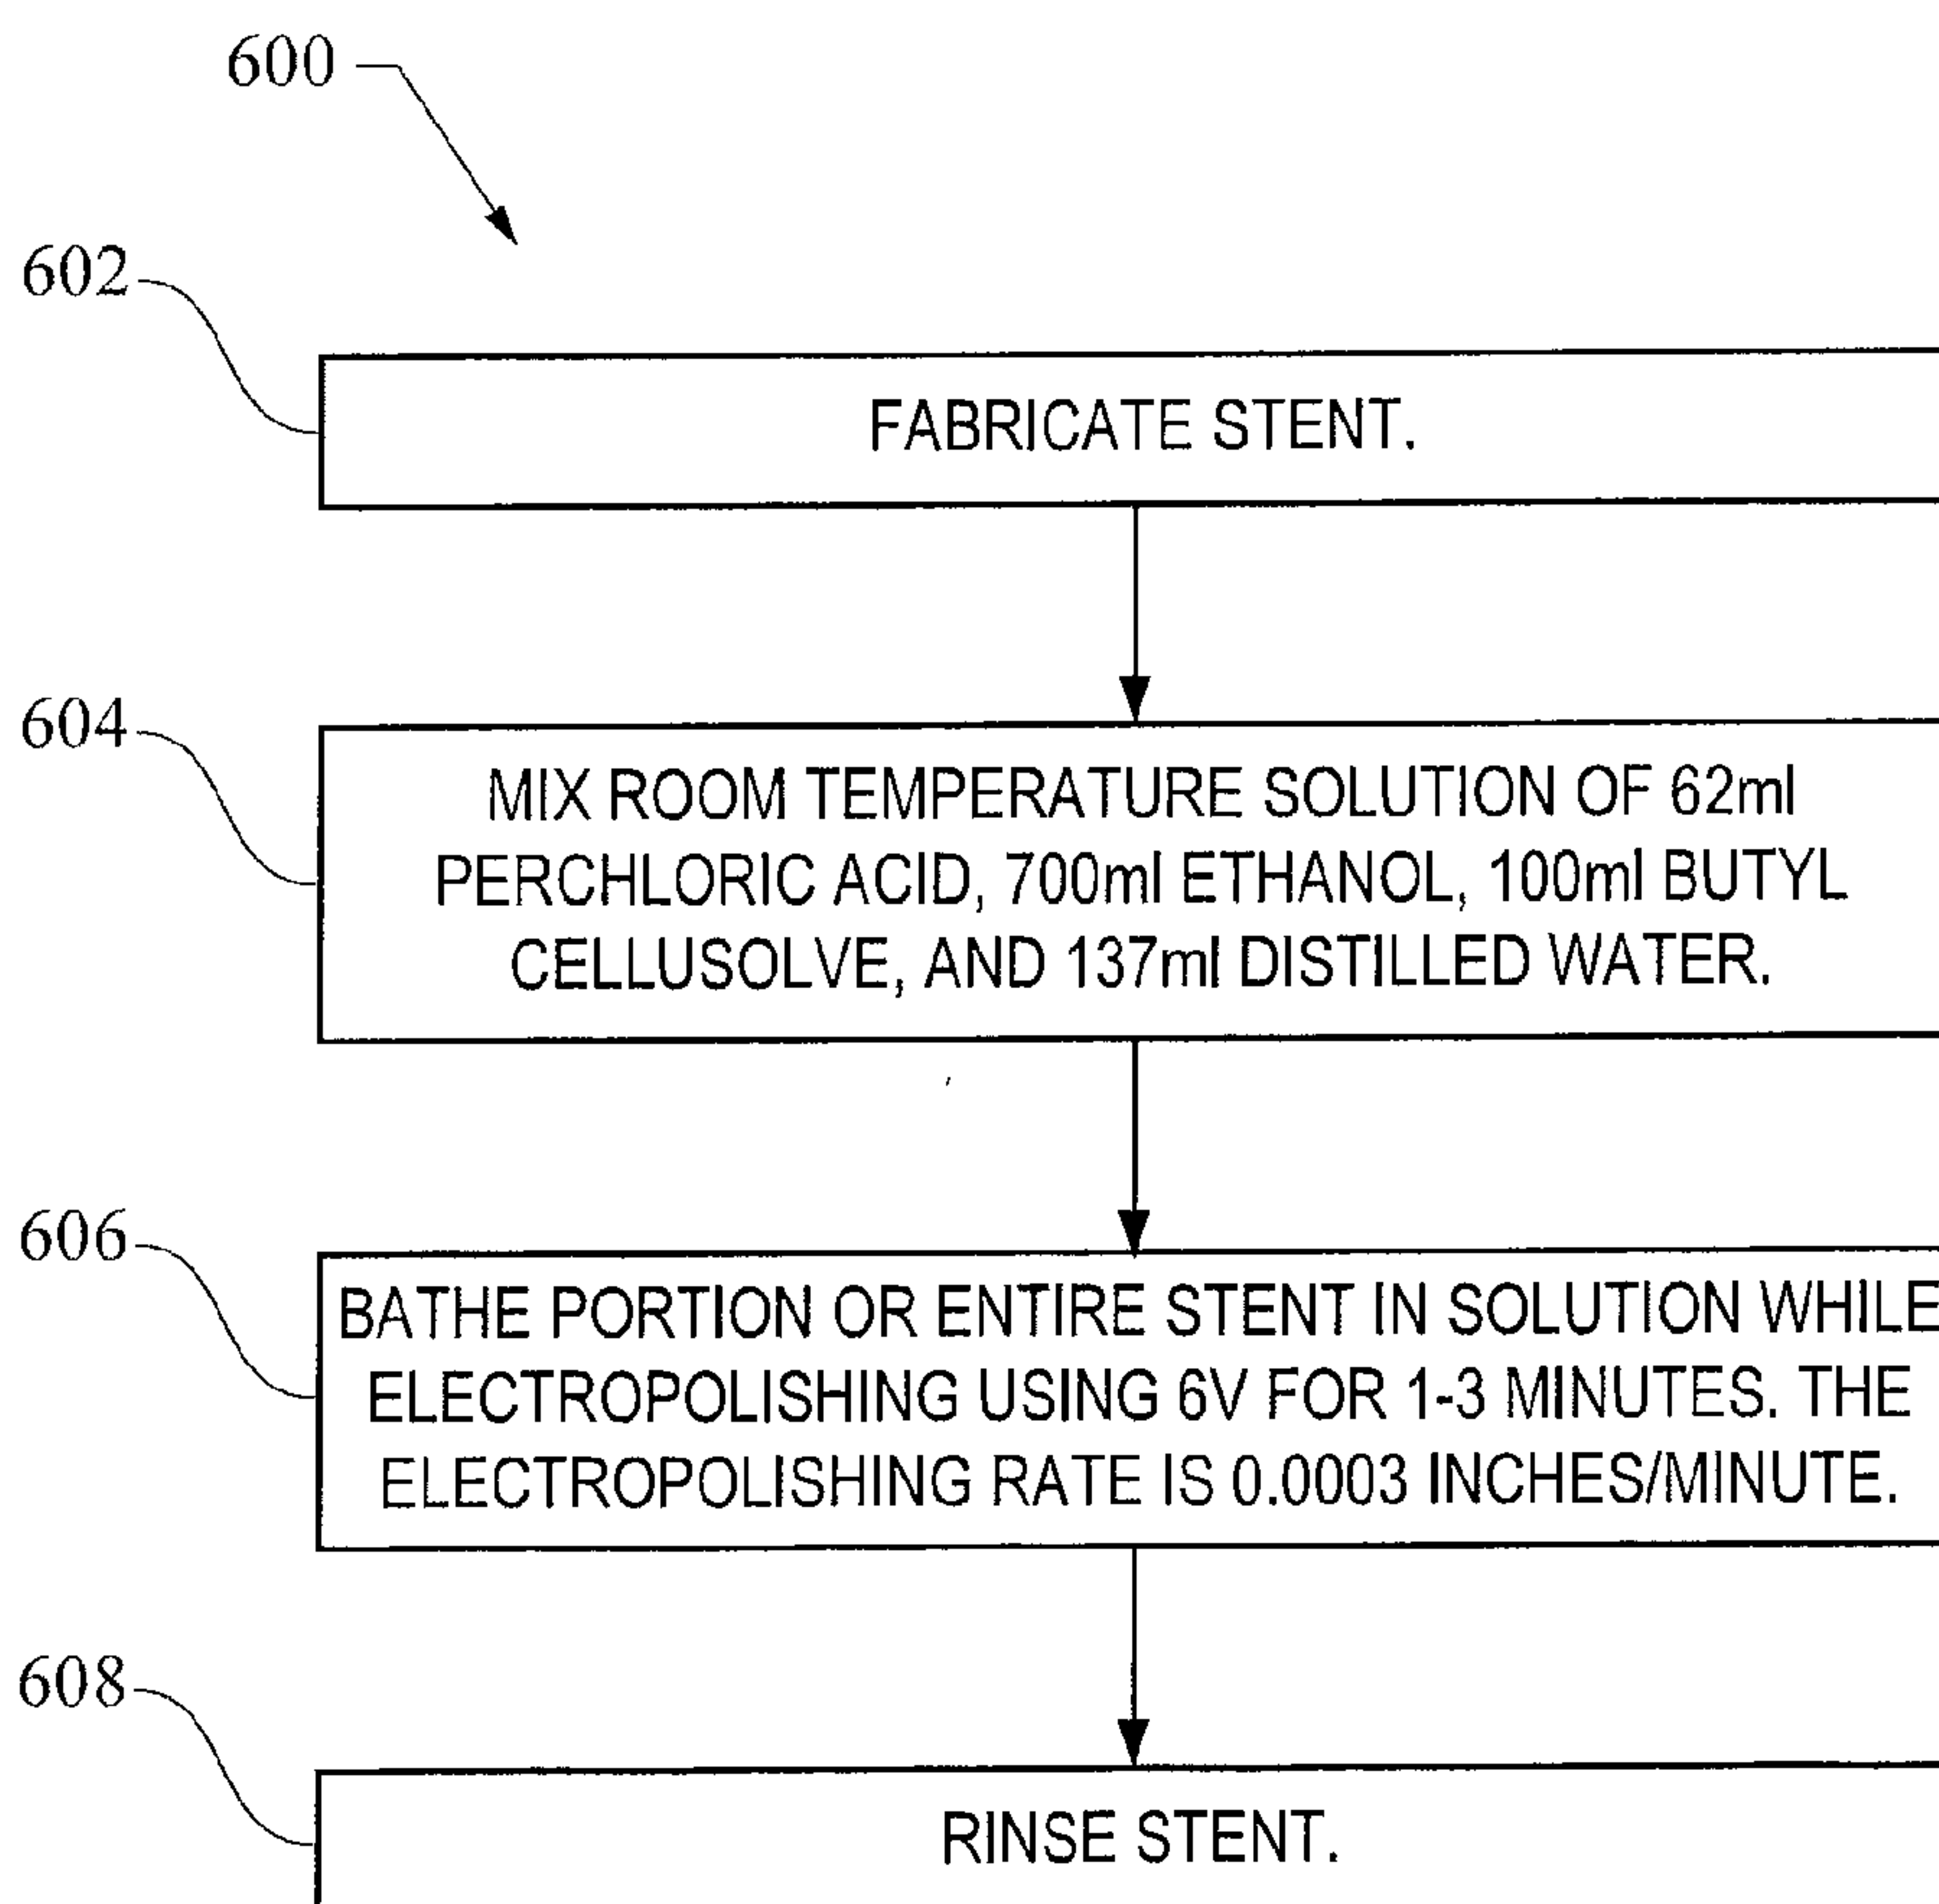 600
602
FABRICATE STENT.
604
MIX ROOM TEMPERATURE SOLUTION OF 62ml
PERCHLORIC ACID, 700ml ETHANOL, 100ml BUTYL
CELLUSOLVE, AND 137ml DISTILLED WATER.
606
BATHE PORTION OR ENTIRE STENT IN SOLUTION WHILE
ELECTROPOLISHING USING 6V FOR 1-3 MINUTES. THE
ELECTROPOLISHING RATE IS 0.0003 INCHES/MINUTE.
608
RINSE STENT.